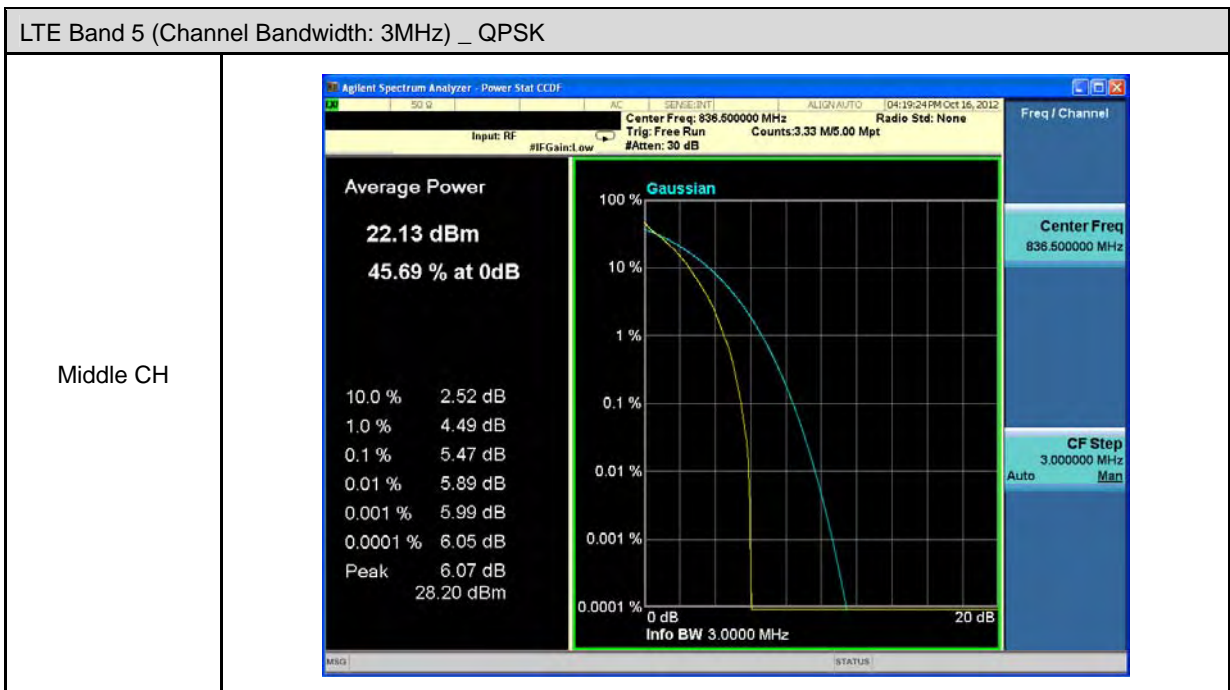 LTE Band 5 (Channel Bandwidth: 3MHz) _ QPSK
Middle CH
Agilent Spectrum Analyzer - Power Stat CCDF
50 Ω AC SENSE:INT ALIGN AUTO 04:19:24 PM Oct 16, 2012
Center Freq: 836.500000 MHz Radio Std: None
Input: RF Trig: Free Run Counts:3.33 M/5.00 Mpt
#IFGain:Low #Atten: 30 dB
Freq / Channel
Center Freq
836.500000 MHz
CF Step
3.000000 MHz
Auto Man
Average Power
22.13 dBm
45.69 % at 0dB
10.0 % 2.52 dB
1.0 % 4.49 dB
0.1 % 5.47 dB
0.01 % 5.89 dB
0.001 % 5.99 dB
0.0001 % 6.05 dB
Peak 6.07 dB
28.20 dBm
Gaussian
100 %
10 %
1 %
0.1 %
0.01 %
0.001 %
0.0001 %
0 dB 20 dB
Info BW 3.0000 MHz
MSG STATUS